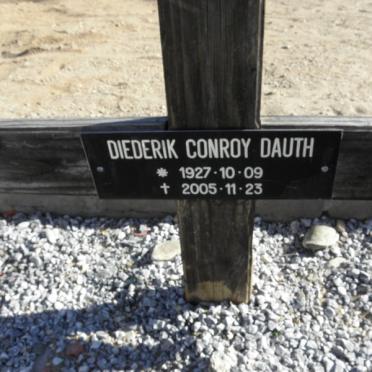 DIEDERIK CONROY DAUTH
* 1927·10·09
† 2005·11·23